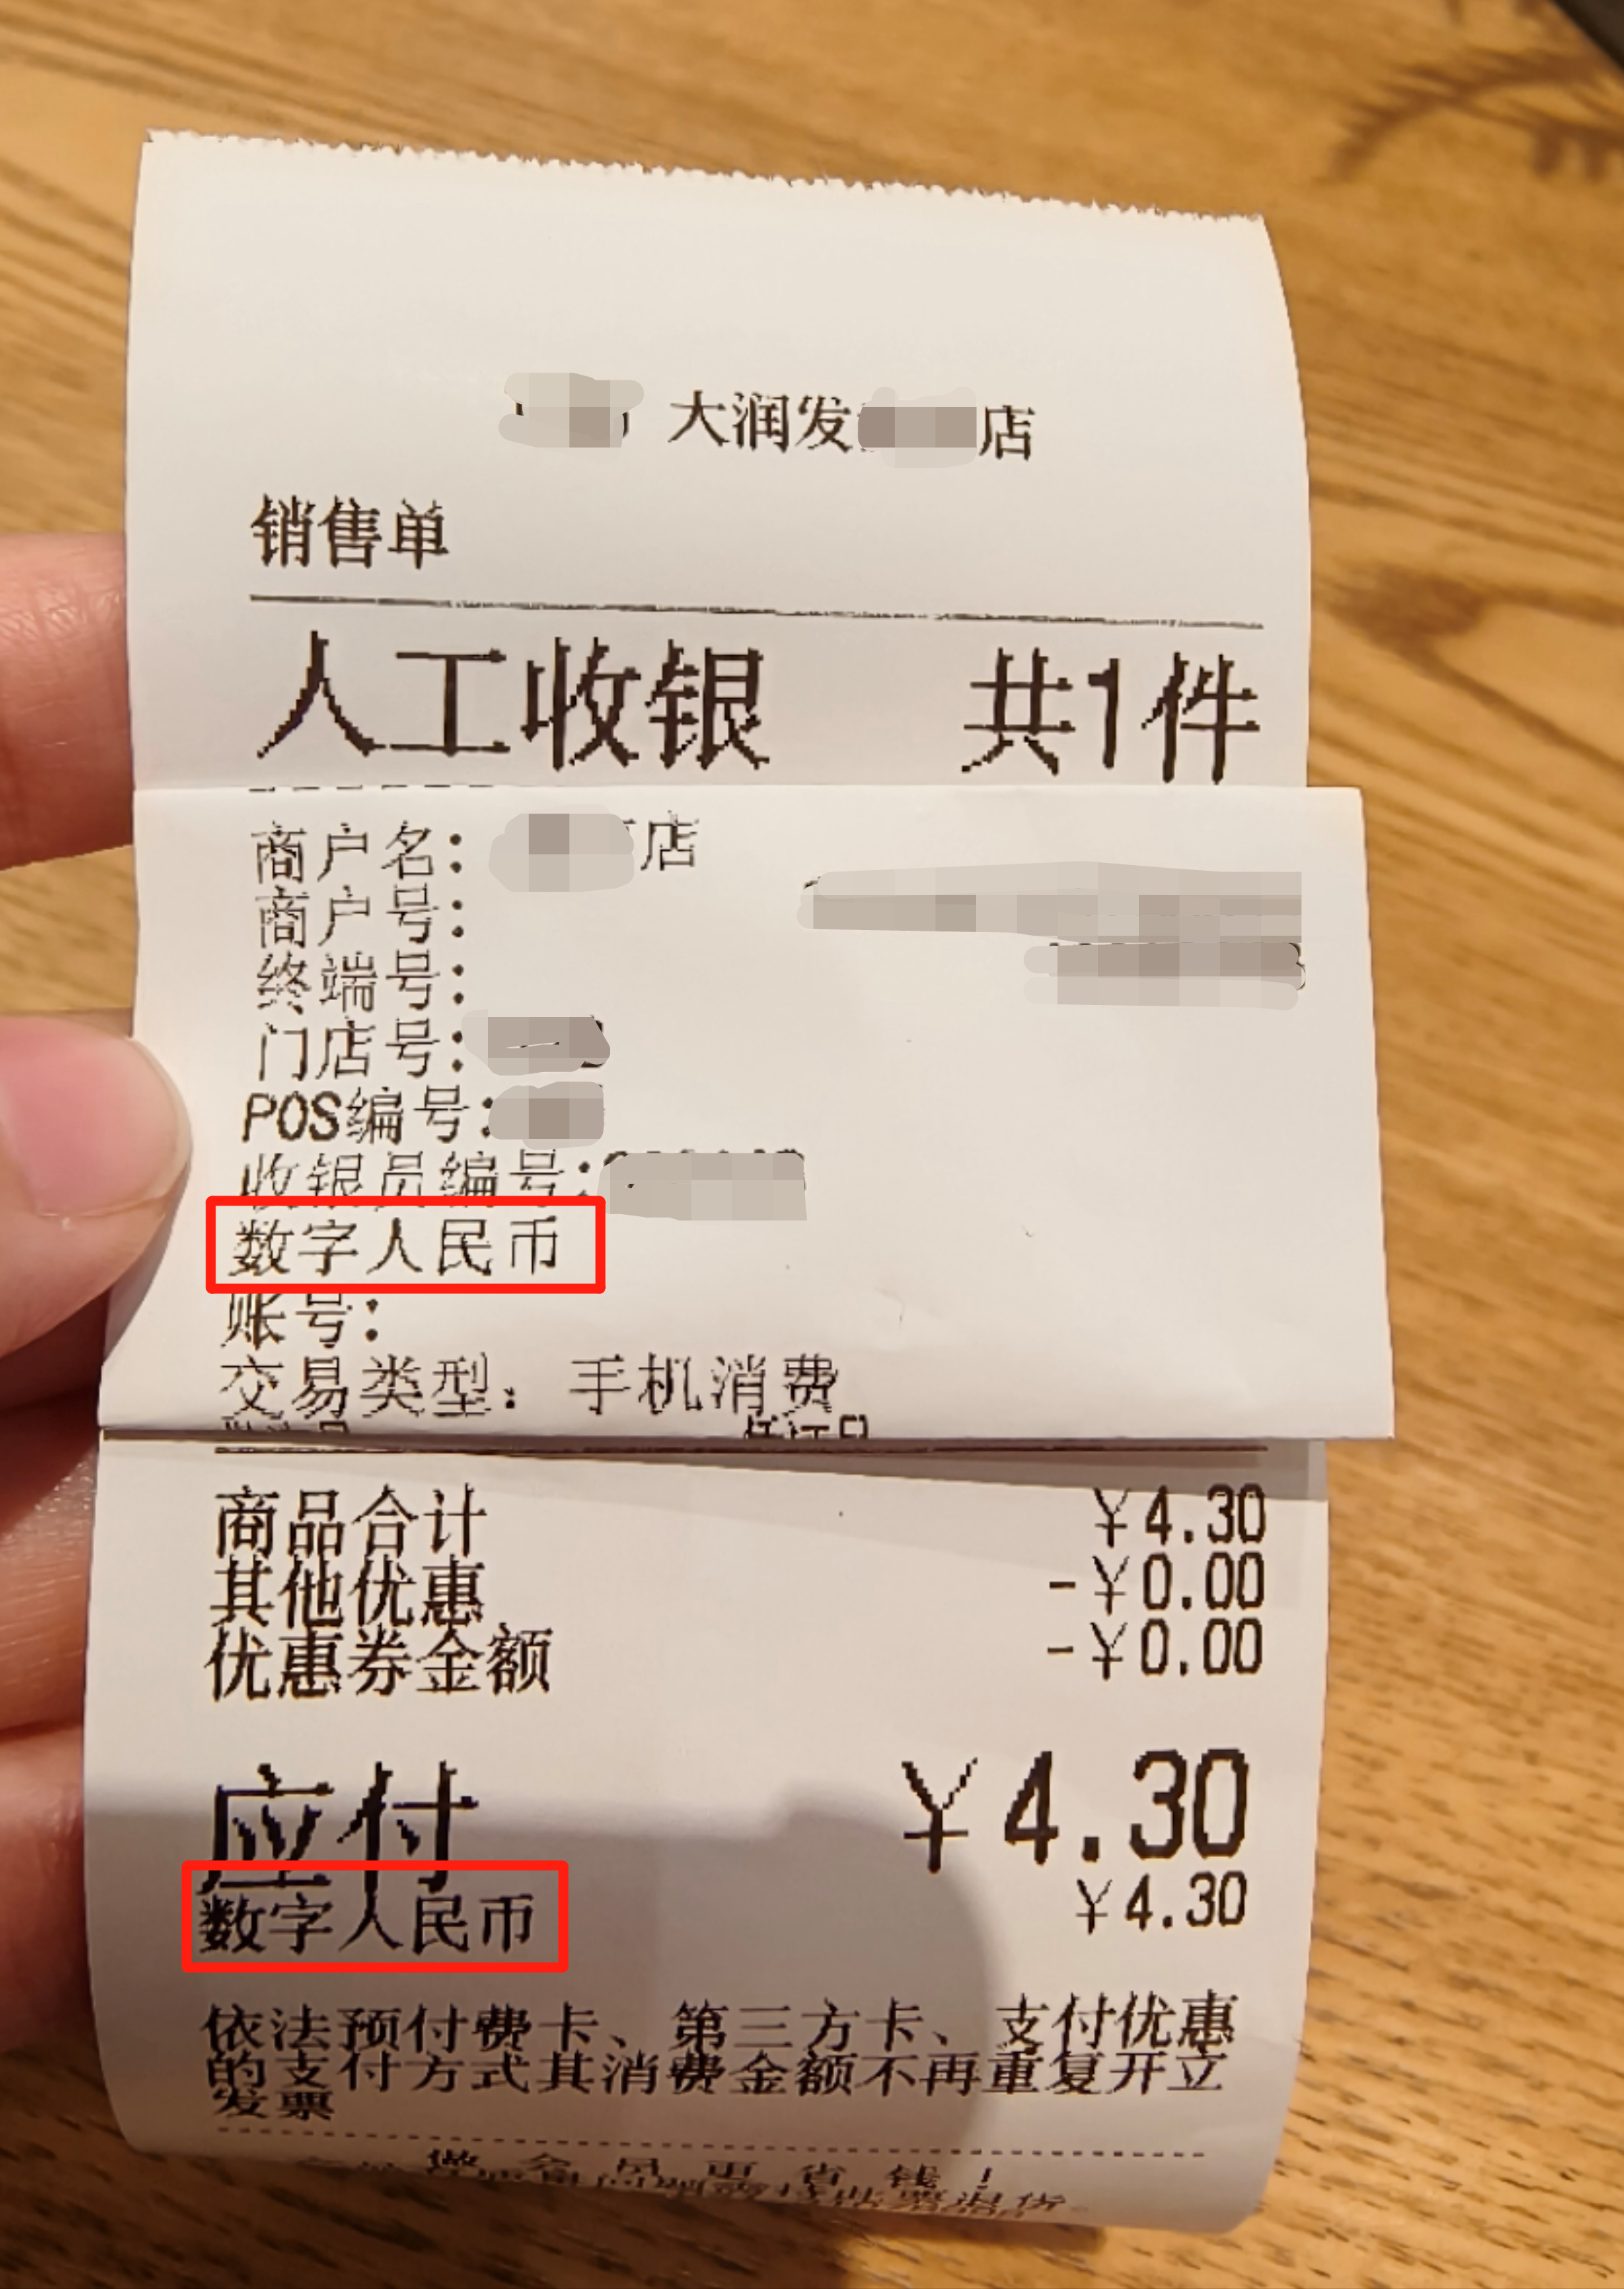 大润发 店
销售单
人工收银 共1件
商户名: 店
商户号:
终端号:
门店号:
POS编号:
收银员编号:
数字人民币
账号:
交易类型: 手机消费
商品合计 ¥4.30
其他优惠 -¥0.00
优惠券金额 -¥0.00
应付 ¥4.30
数字人民币 ¥4.30
依法预付费卡、第三方卡、支付优惠
的支付方式其消费金额不再重复开立
发票